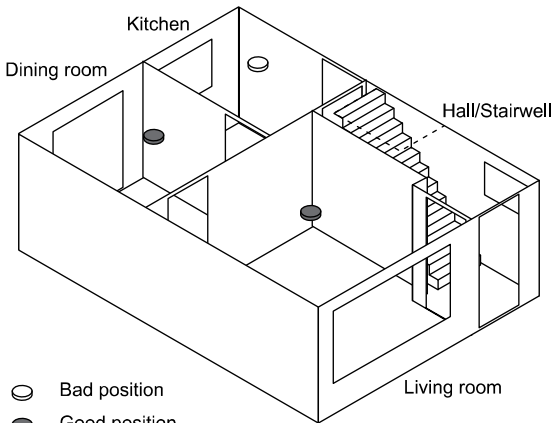 Kitchen
Dining room
Hall/Stairwell
Bad position
Living room
Good position